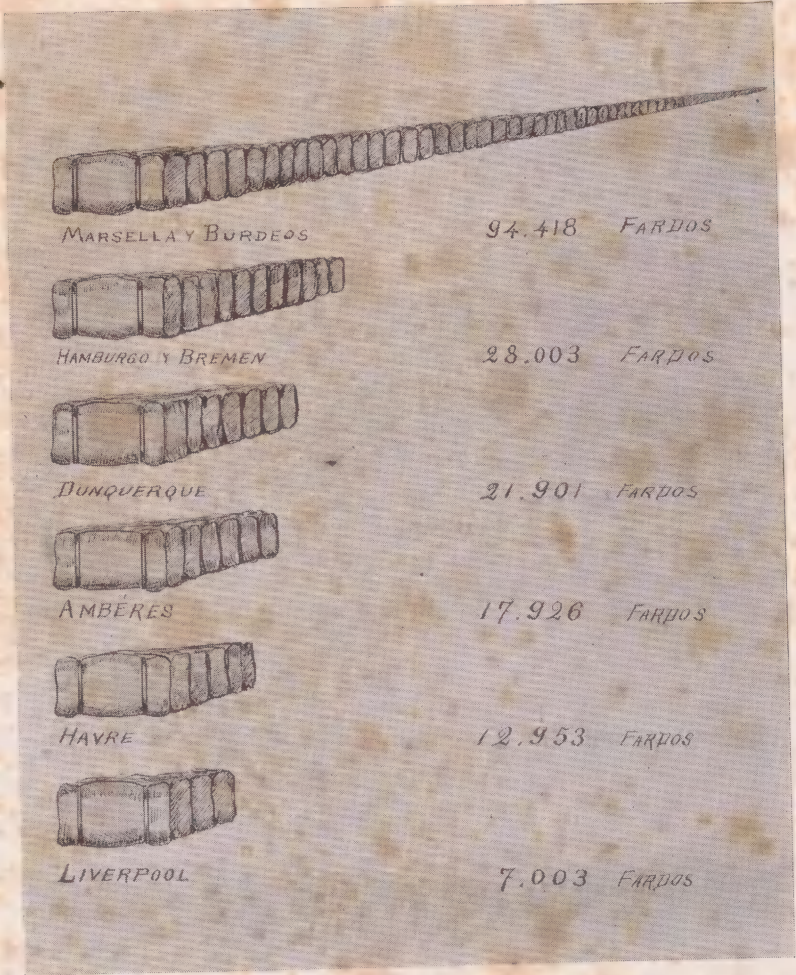 MARSELLA Y BURDEOS 94.418 FARDOS
HAMBURGO Y BREMEN 28.003 FARDOS
DUNQUERQUE 21.901 FARDOS
AMBÉRES 17.926 FARDOS
HAVRE 12.953 FARDOS
LIVERPOOL 7.003 FARDOS